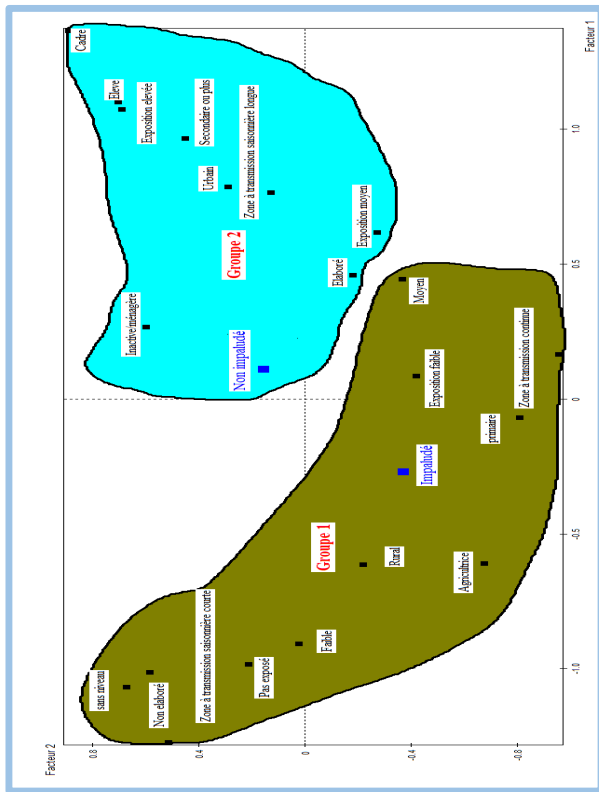 Facteur 2
Cadre
sans niveau
Eleve
Exposition elevée
Inactive/ménagère
Non elaboré
Secondaire ou plus
Urbain
Zone à transmission saisonnière courte
Zone à transmission saisonnière longue
Groupe 2
Non impaludé
Pas exposé
Faible
Elaboré
Exposition moyen
Groupe 1
Rural
Moyen
Exposition faible
Impaludé
Agricultrice
primaire
Zone à transmission continue
Facteur 1
0.8
0.4
0
-0.4
-0.8
-1.0
-0.5
0
0.5
1.0